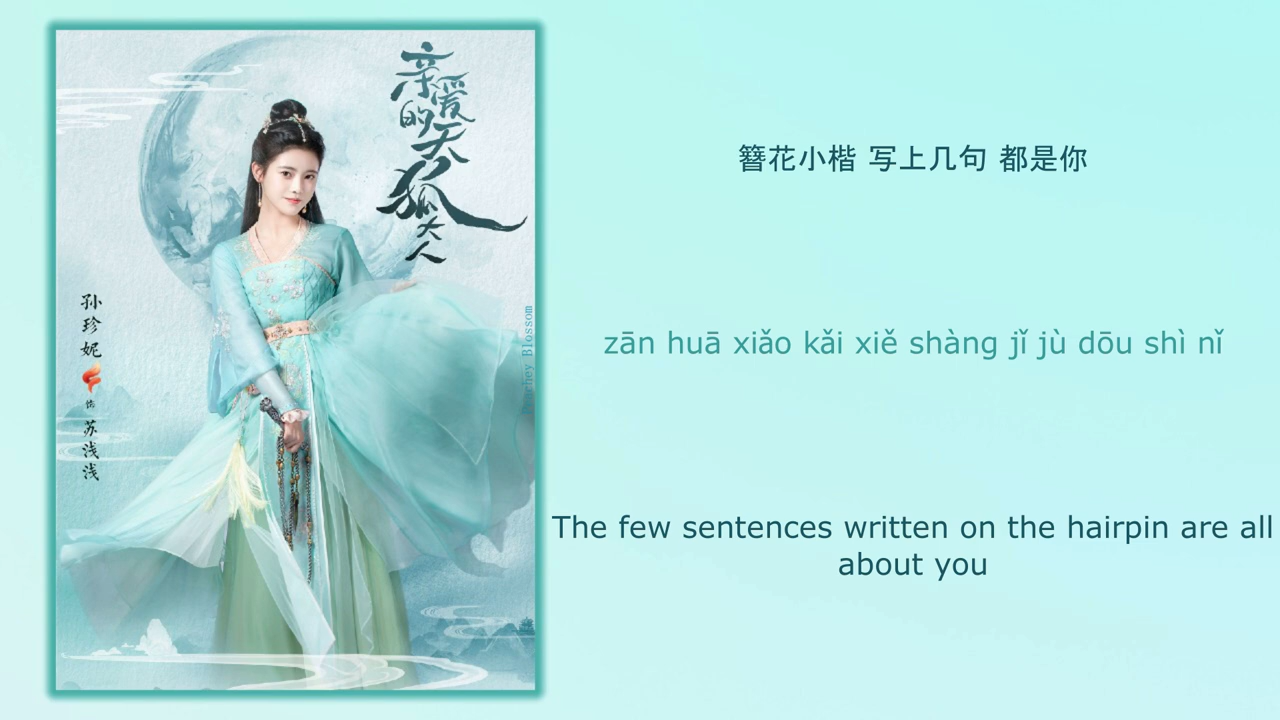 亲爱的
天狐大人
孙珍妮
饰
苏浅浅
簪花小楷 写上几句 都是你
zān huā xiǎo kǎi xiě shàng jǐ jù dōu shì nǐ
The few sentences written on the hairpin are all
about you
Blossom